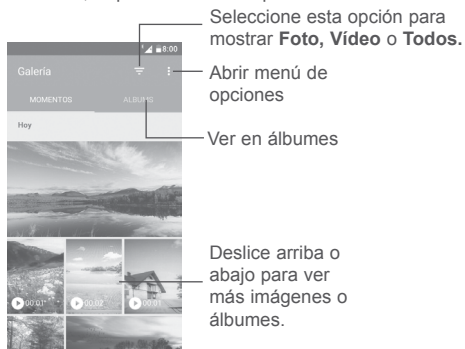 Seleccione esta opción para
mostrar Foto, Vídeo o Todos.
8:00
Galería
Abrir menú de
opciones
MOMENTOS
ALBUMS
Hoy
Ver en álbumes
Deslice arriba o
abajo para ver
más imágenes o
álbumes.
00:01
00:02
00:01